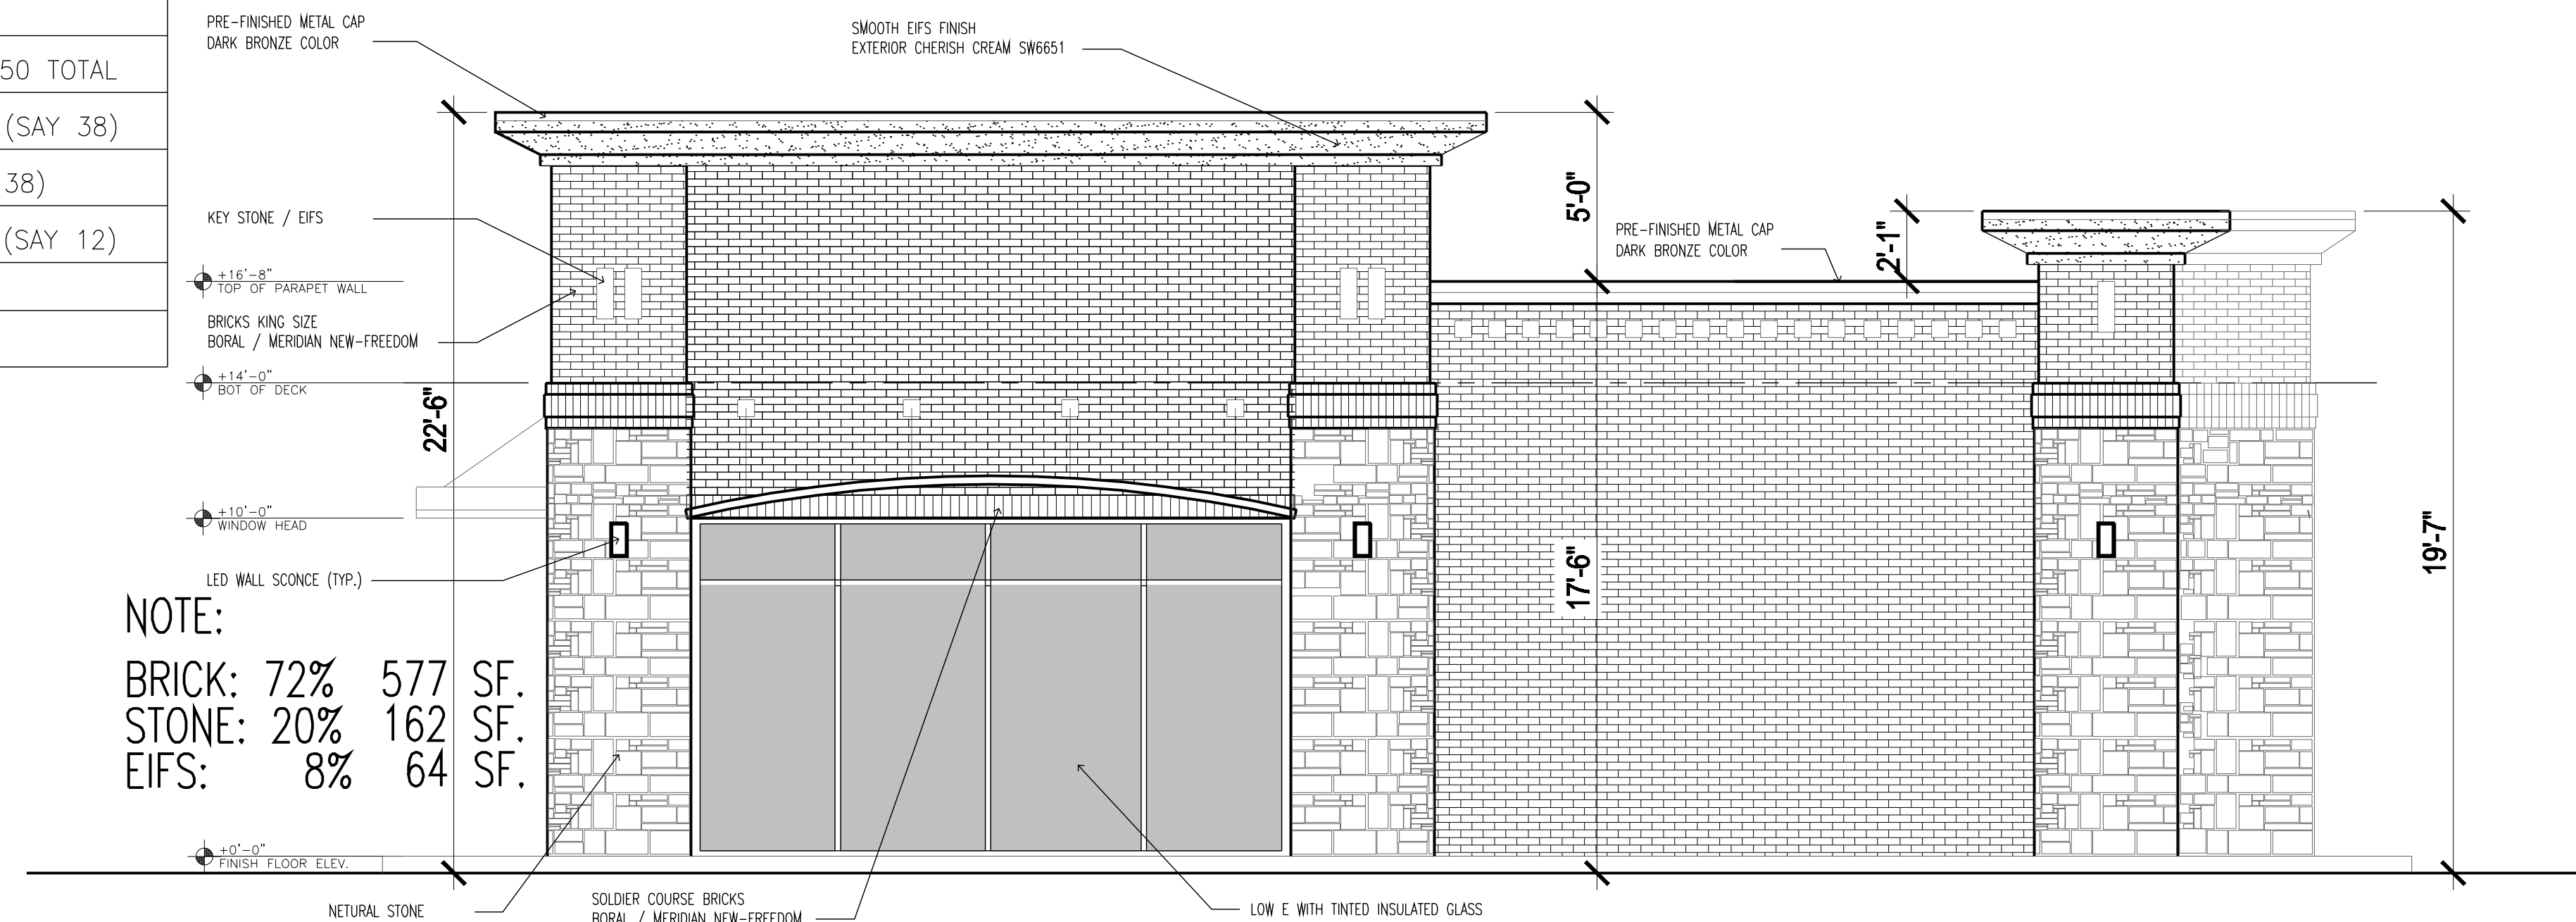 50 TOTAL
(SAY 38)
38)
(SAY 12)
PRE-FINISHED METAL CAP
DARK BRONZE COLOR
SMOOTH EIFS FINISH
EXTERIOR CHERISH CREAM SW6651
KEY STONE / EIFS
+16'-8"
TOP OF PARAPET WALL
BRICKS KING SIZE
BORAL / MERIDIAN NEW-FREEDOM
+14'-0"
BOT OF DECK
22'-6"
+10'-0"
WINDOW HEAD
LED WALL SCONCE (TYP.)
NOTE:
BRICK: 72% 577 SF.
STONE: 20% 162 SF.
EIFS: 8% 64 SF.
+0'-0"
FINISH FLOOR ELEV.
NETURAL STONE
SOLDIER COURSE BRICKS
BORAL / MERIDIAN NEW-FREEDOM
LOW E WITH TINTED INSULATED GLASS
5'-0"
17'-6"
PRE-FINISHED METAL CAP
DARK BRONZE COLOR
2'-1"
19'-7"